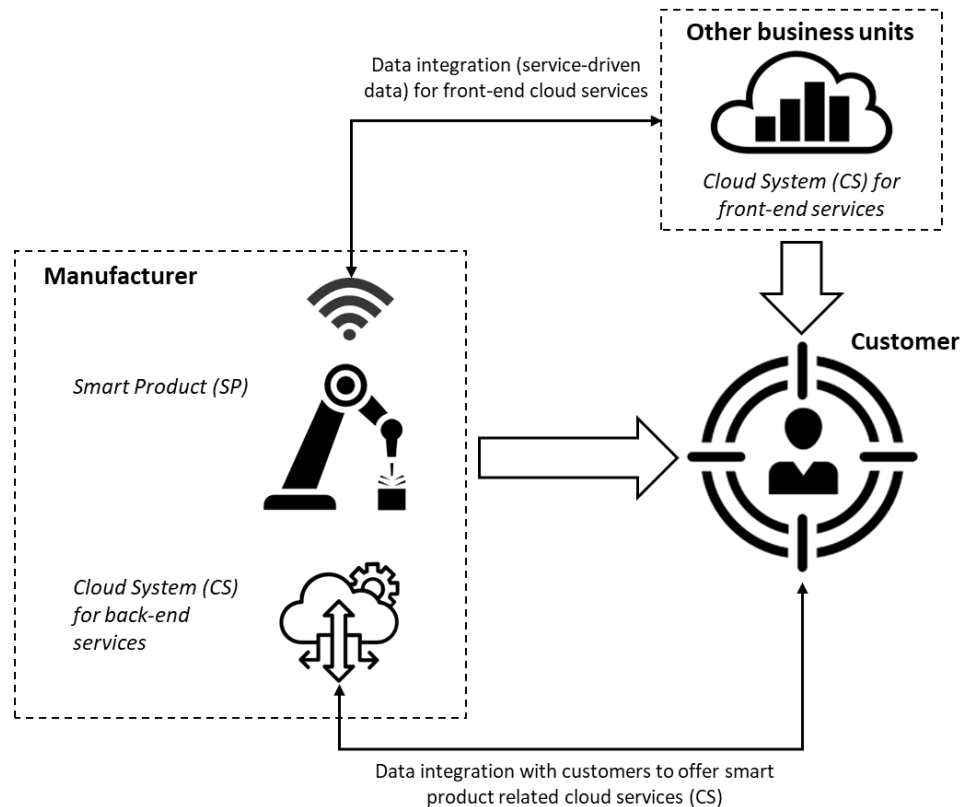 Other business units
Data integration (service-driven
data) for front-end cloud services
Cloud System (CS) for
front-end services
Manufacturer
Customer
Smart Product (SP)
Cloud System (CS)
for back-end
services
Data integration with customers to offer smart
product related cloud services (CS)